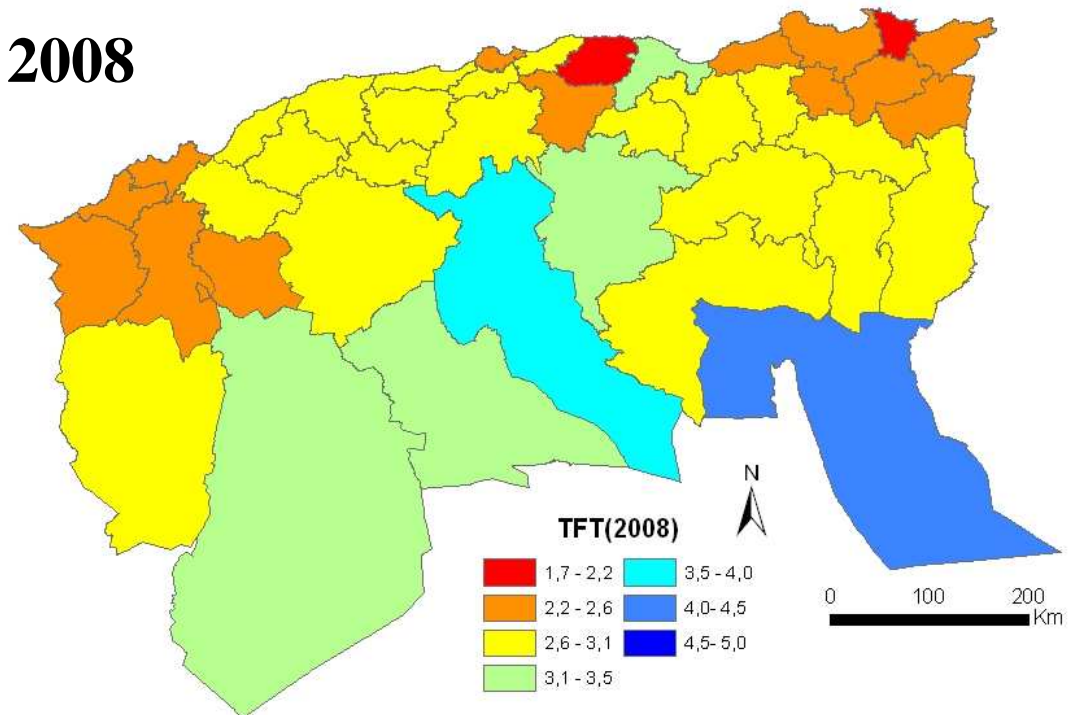 2008
N
TFT(2008)
1,7 - 2,2
2,2 - 2,6
2,6 - 3,1
3,1 - 3,5
3,5 - 4,0
4,0- 4,5
4,5- 5,0
0 100 200
Km